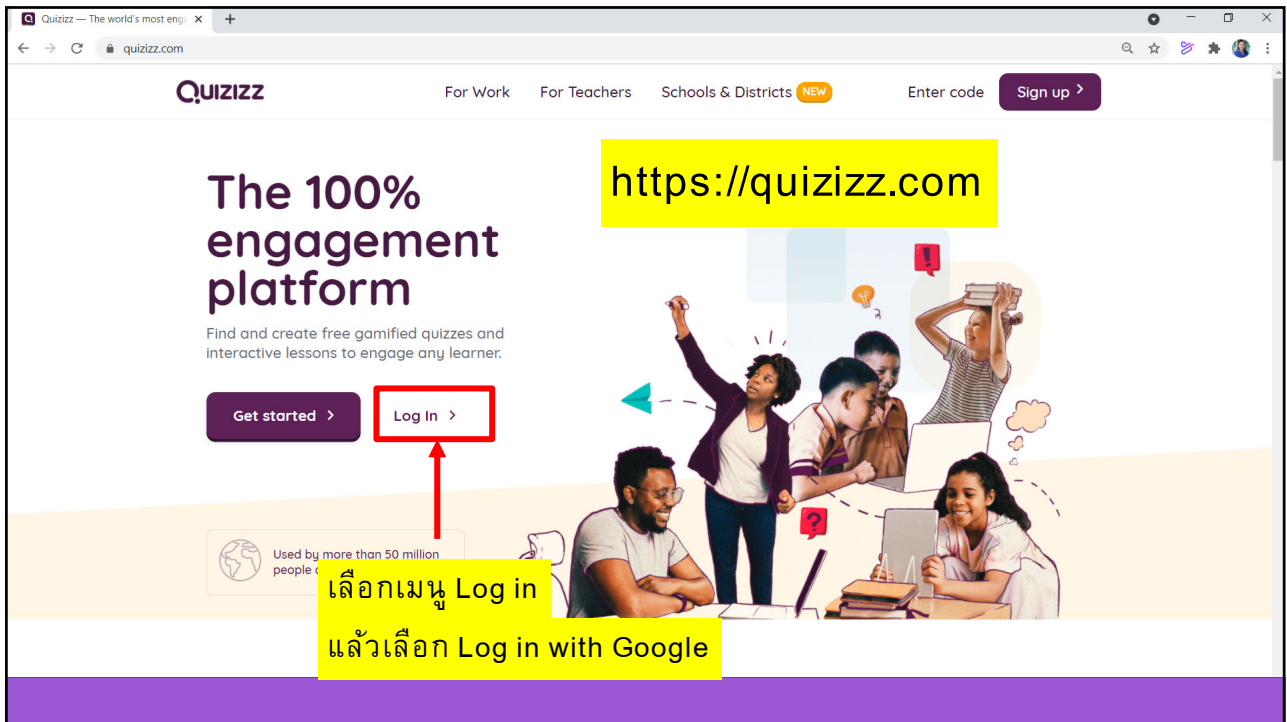 Quizizz — The world's most eng
quizizz.com
QUIZIZZ
For Work
For Teachers
Schools & Districts NEW
Enter code
Sign up >
https://quizizz.com
The 100%
engagement
platform
Find and create free gamified quizzes and
interactive lessons to engage any learner.
Get started >
Log In >
Used by more than 50 million
people
เลือกเมนู Log in
แล้วเลือก Log in with Google